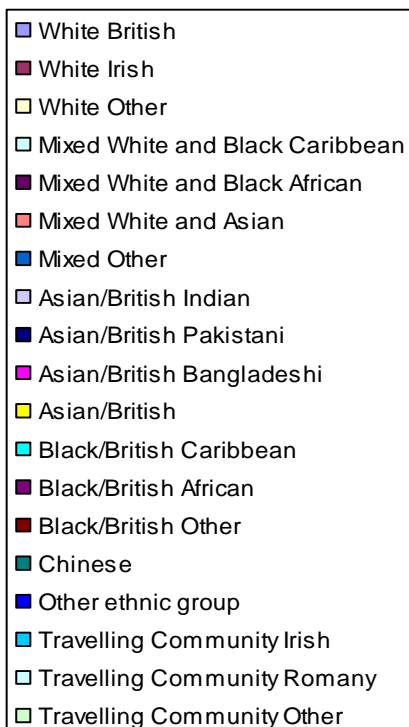 White British
White Irish
White Other
Mixed White and Black Caribbean
Mixed White and Black African
Mixed White and Asian
Mixed Other
Asian/British Indian
Asian/British Pakistani
Asian/British Bangladeshi
Asian/British
Black/British Caribbean
Black/British African
Black/British Other
Chinese
Other ethnic group
Travelling Community Irish
Travelling Community Romany
Travelling Community Other